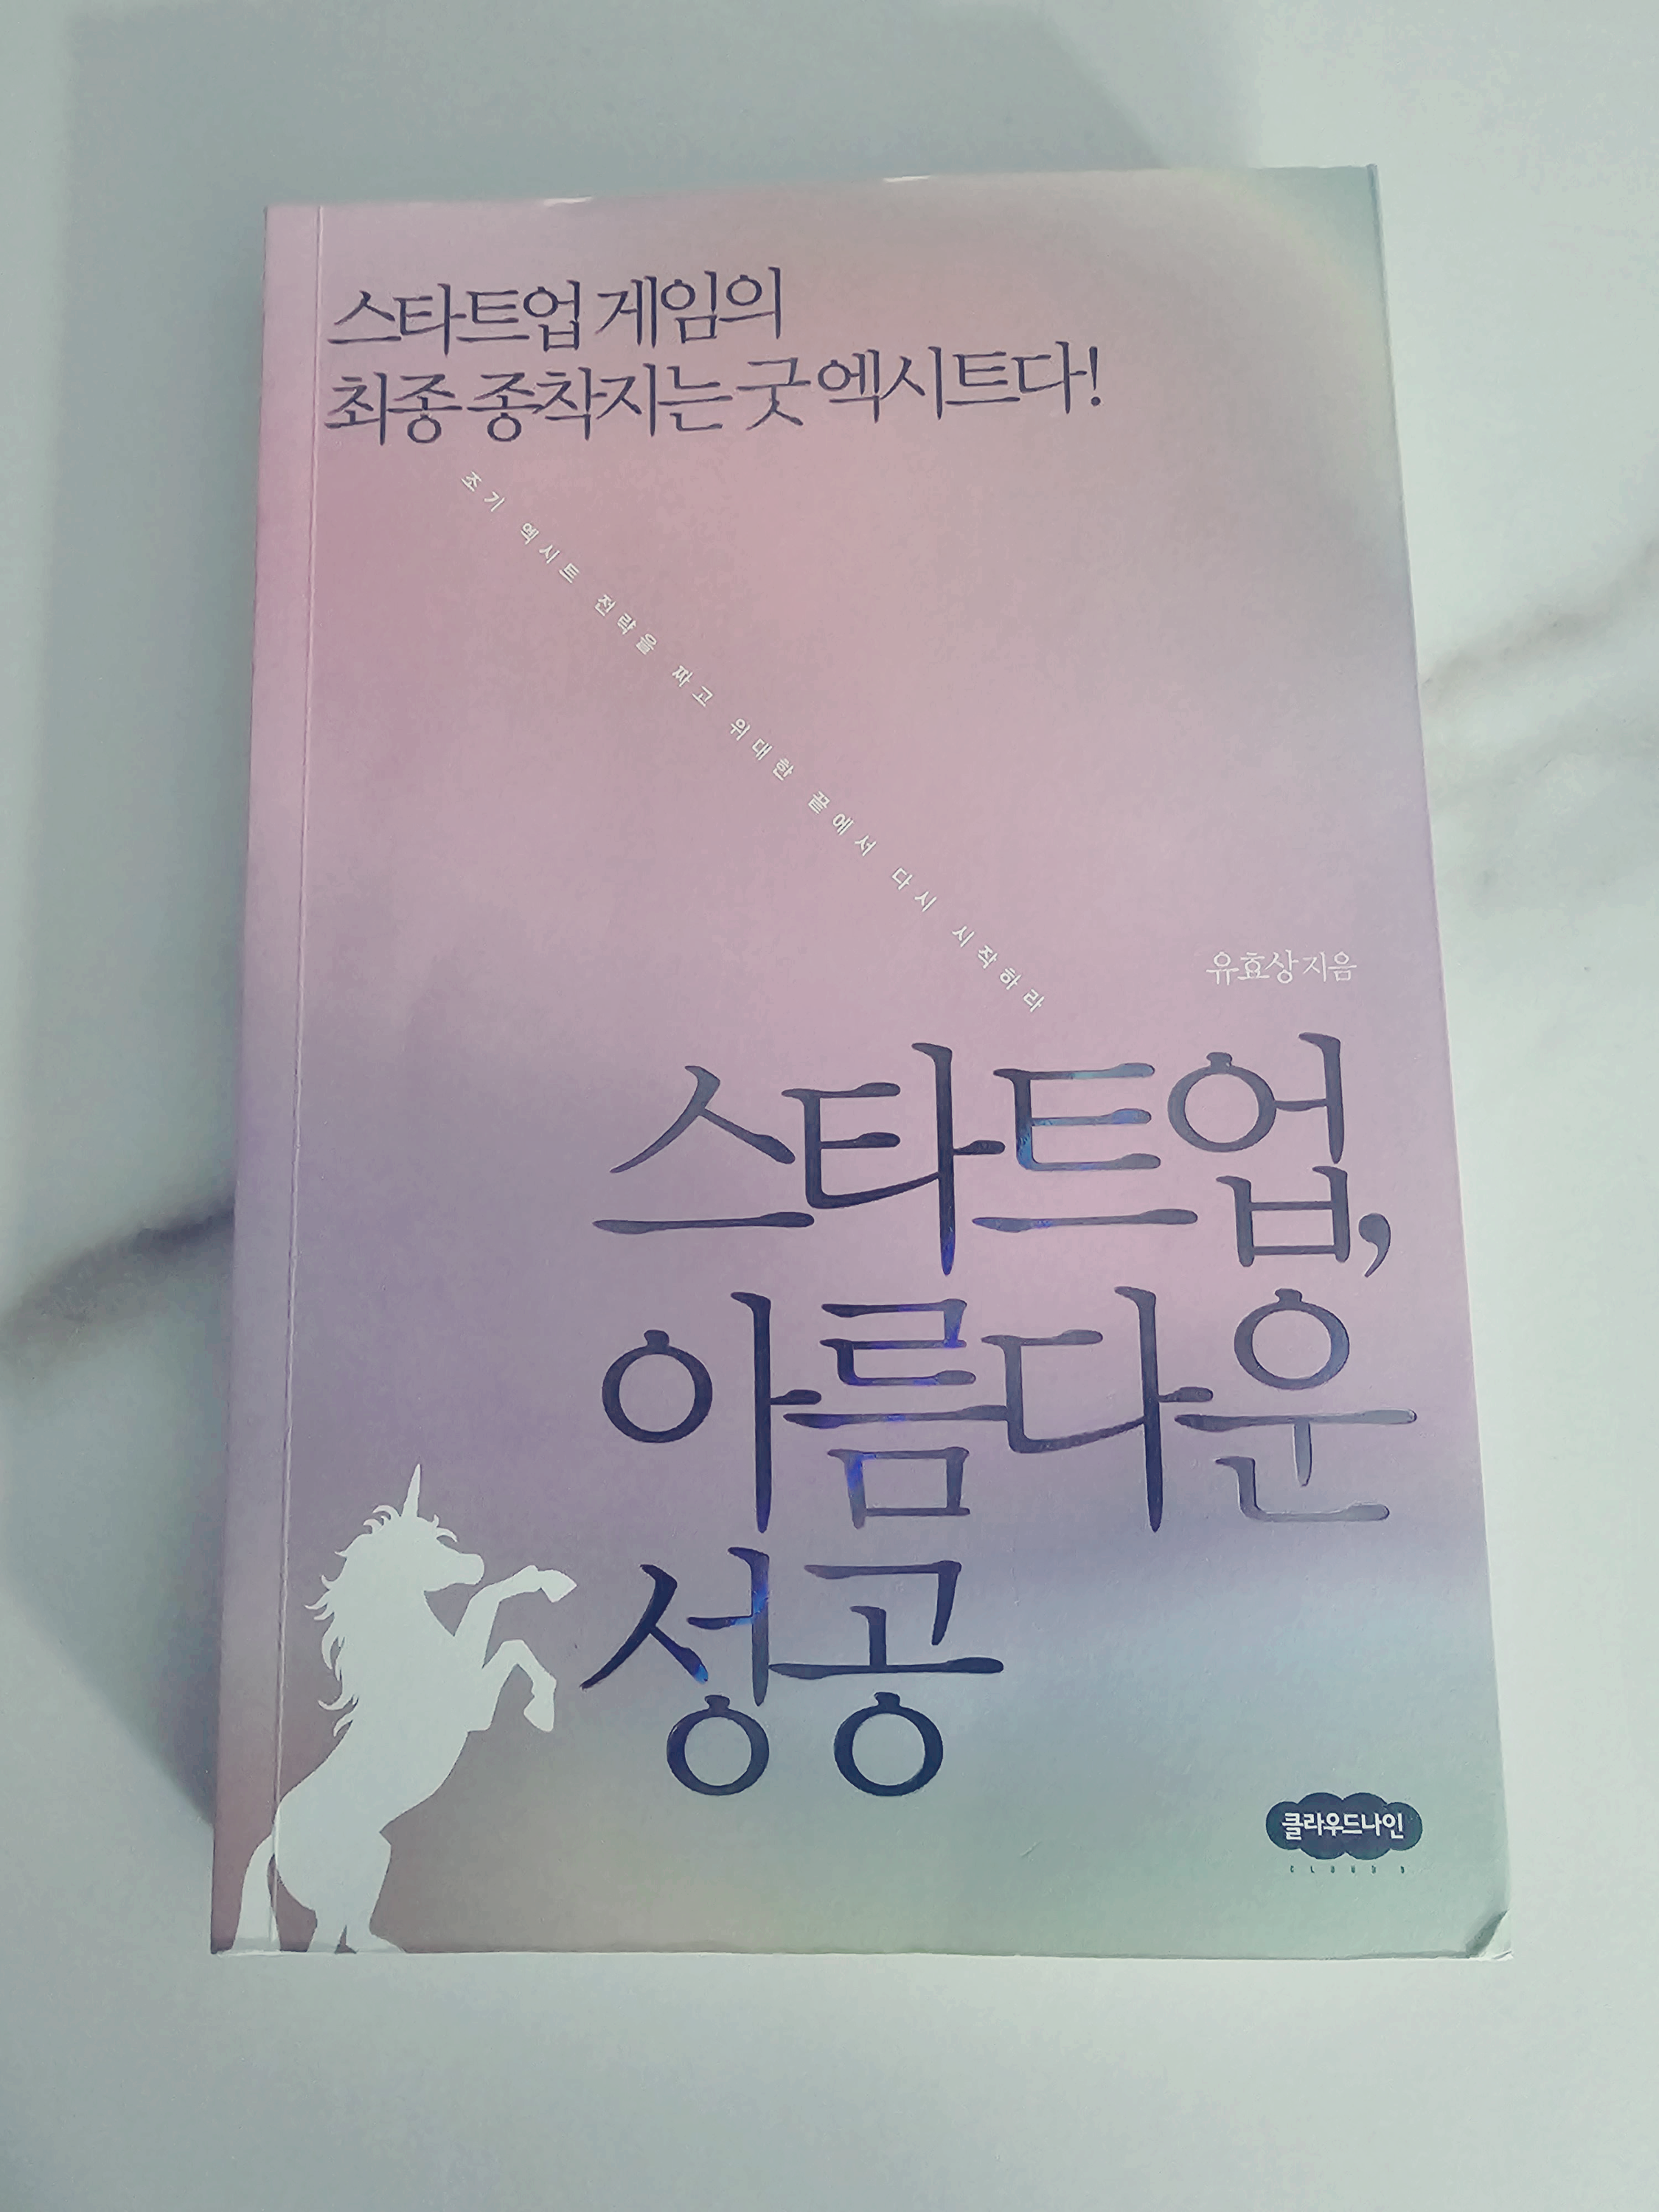 스타트업 게임의
최종 종착지는 굿 엑시트다!
조기 엑시트 전략을 짜고 위대한 끝에서 다시 시작하라
유효상 지음
스타트업,
아름다운
성공
클라우드나인
CLOUD 9